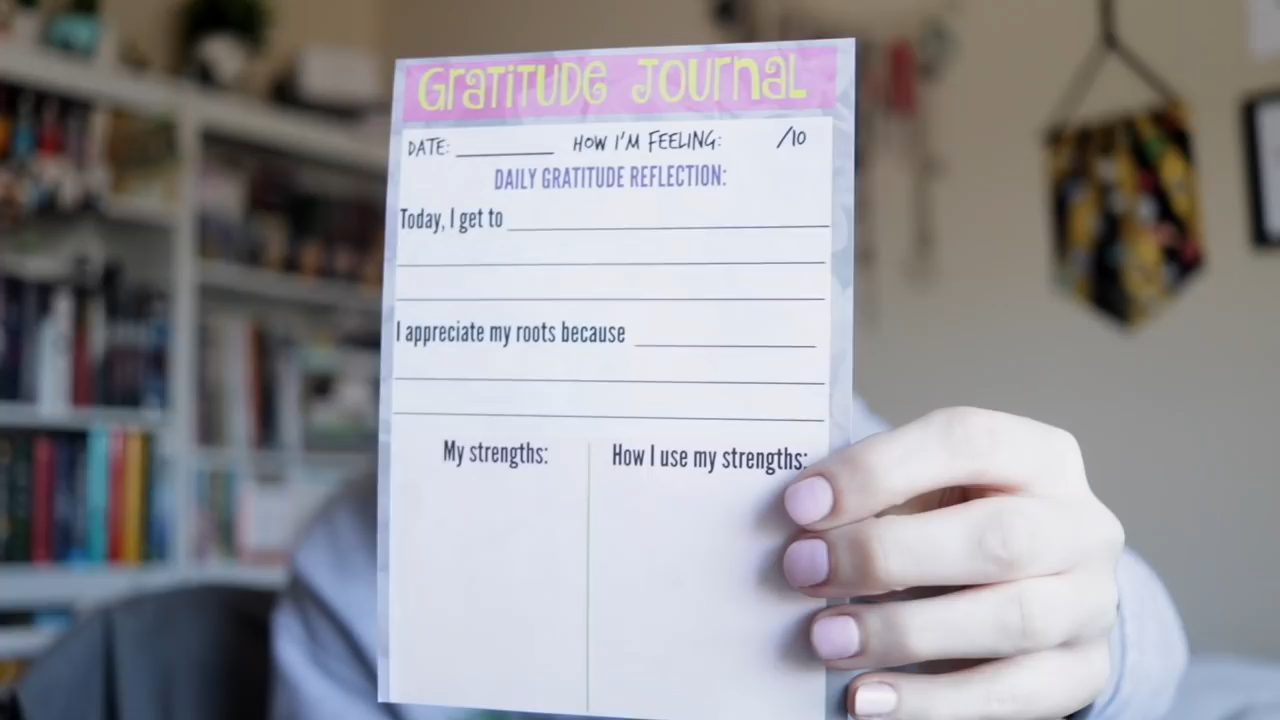 Gratitude Journal
DATE: __________ HOW I'M FEELING: /10
DAILY GRATITUDE REFLECTION:
Today, I get to
I appreciate my roots because
My strengths: How I use my strengths: